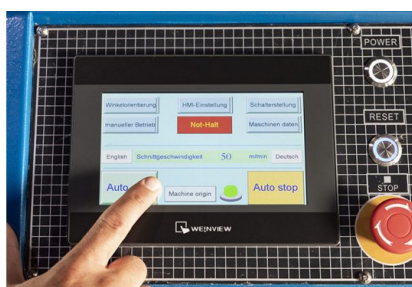 POWER
Winkelorientierung HMI-Einstellung Schalterstellung
manueller Betrieb Not-Halt Maschinen daten
RESET
English Schnittgeschwindigkeit 50 m/min Deutsch
STOP
Auto Machine origin Auto stop
WEINVIEW